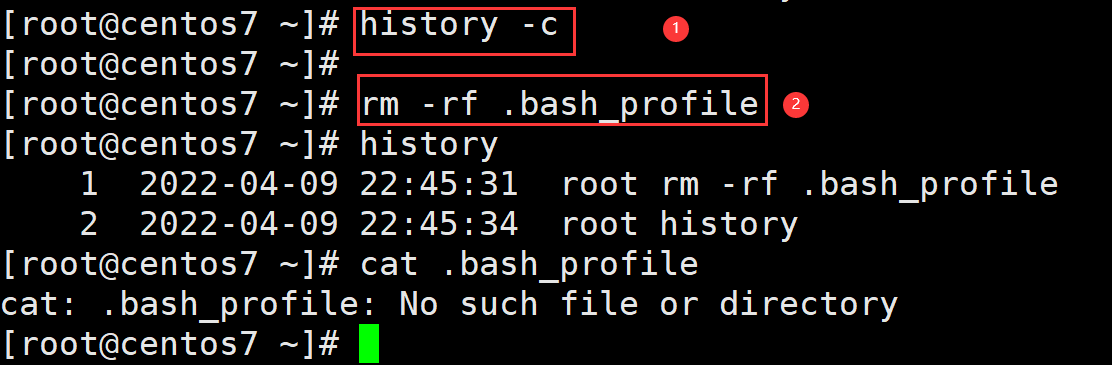 [root@centos7 ~]# history -c 1
[root@centos7 ~]#
[root@centos7 ~]# rm -rf .bash_profile 2
[root@centos7 ~]# history
    1  2022-04-09 22:45:31  root rm -rf .bash_profile
    2  2022-04-09 22:45:34  root history
[root@centos7 ~]# cat .bash_profile
cat: .bash_profile: No such file or directory
[root@centos7 ~]#